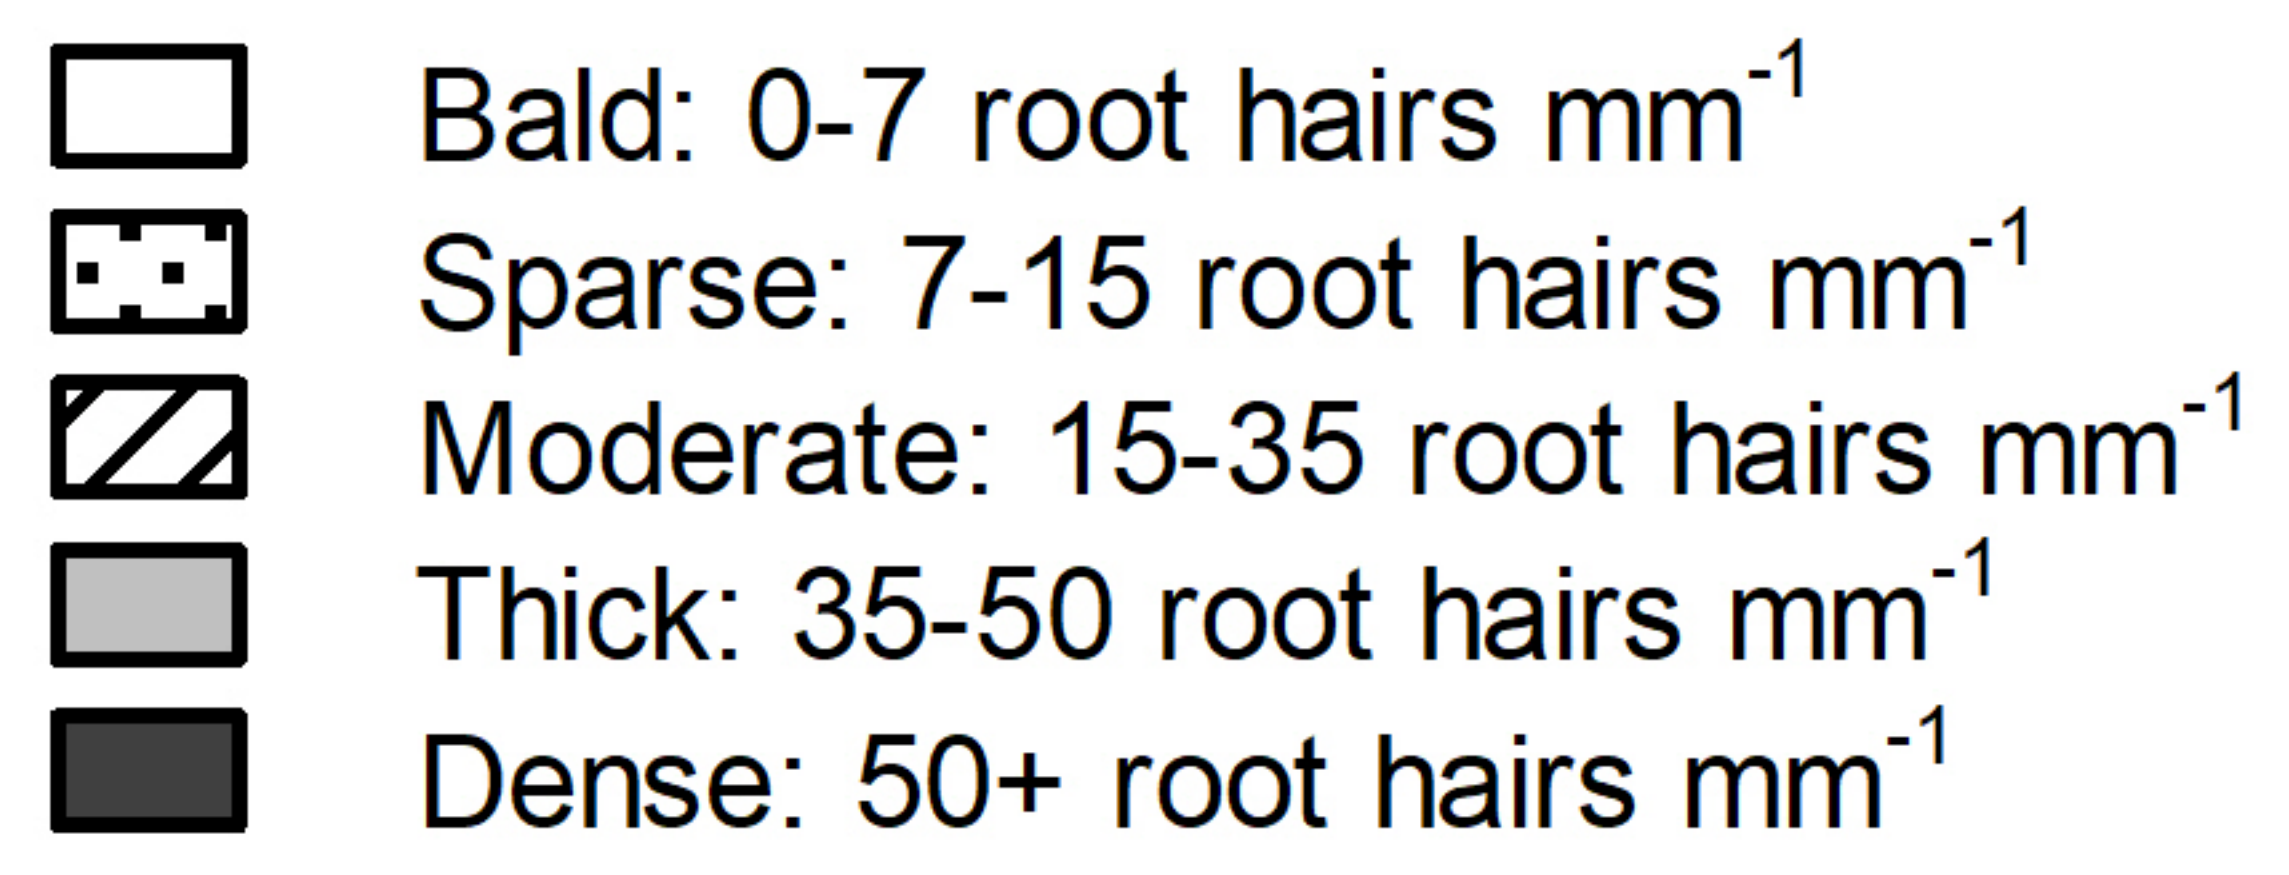 Bald: 0-7 root hairs mm⁻¹
Sparse: 7-15 root hairs mm⁻¹
Moderate: 15-35 root hairs mm⁻¹
Thick: 35-50 root hairs mm⁻¹
Dense: 50+ root hairs mm⁻¹